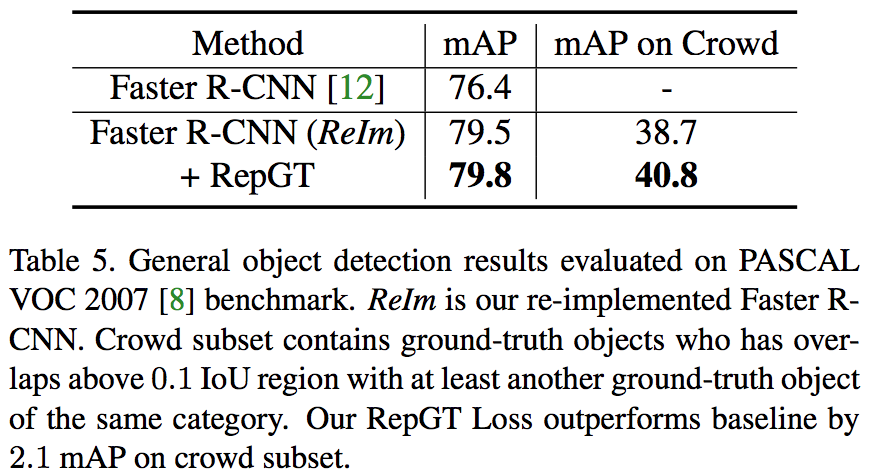 Method mAP mAP on Crowd
Faster R-CNN [12] 76.4 -
Faster R-CNN (ReIm) 79.5 38.7
+ RepGT 79.8 40.8
Table 5. General object detection results evaluated on PASCAL
VOC 2007 [8] benchmark. ReIm is our re-implemented Faster R-
CNN. Crowd subset contains ground-truth objects who has over-
laps above 0.1 IoU region with at least another ground-truth object
of the same category. Our RepGT Loss outperforms baseline by
2.1 mAP on crowd subset.